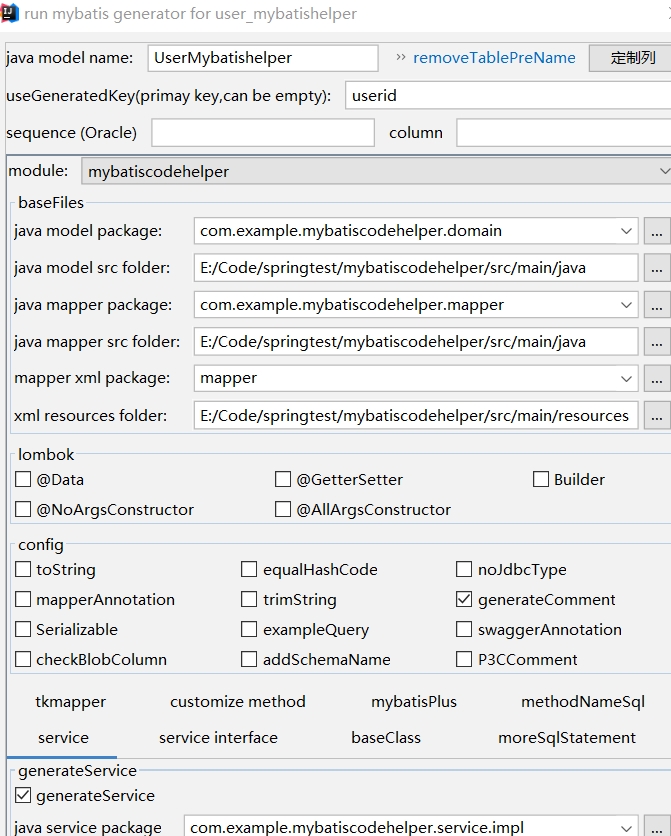 run mybatis generator for user_mybatishelper
java model name: UserMybatishelper >> removeTablePreName 定制列
useGeneratedKey(primay key,can be empty): userid
sequence (Oracle) column
module: mybatiscodehelper
baseFiles
java model package: com.example.mybatiscodehelper.domain ...
java model src folder: E:/Code/springtest/mybatiscodehelper/src/main/java ...
java mapper package: com.example.mybatiscodehelper.mapper ...
java mapper src folder: E:/Code/springtest/mybatiscodehelper/src/main/java ...
mapper xml package: mapper ...
xml resources folder: E:/Code/springtest/mybatiscodehelper/src/main/resources ...
lombok
@Data @GetterSetter Builder
@NoArgsConstructor @AllArgsConstructor
config
toString equalHashCode noJdbcType
mapperAnnotation trimString generateComment
Serializable exampleQuery swaggerAnnotation
checkBlobColumn addSchemaName P3CComment
tkmapper customize method mybatisPlus methodNameSql
service service interface baseClass moreSqlStatement
generateService
generateService
java service package com.example.mybatiscodehelper.service.impl ...